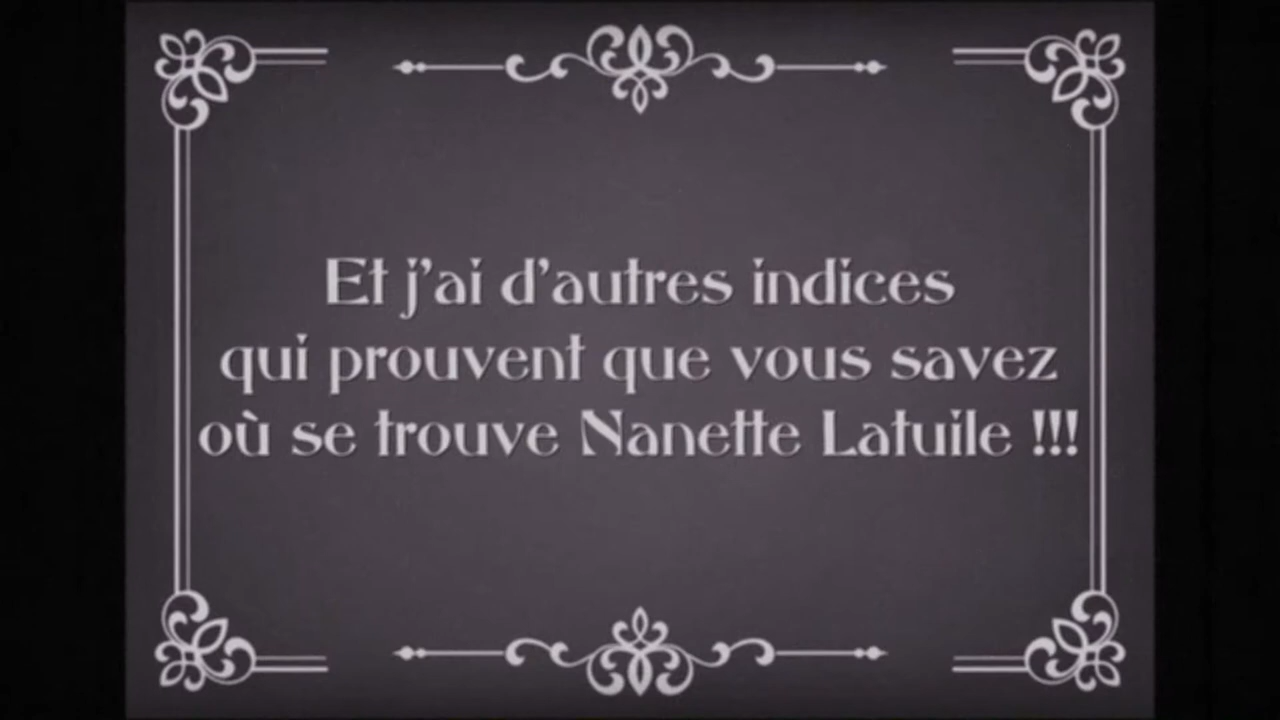 Et j'ai d'autres indices
qui prouvent que vous savez
où se trouve Nanette Latuile !!!